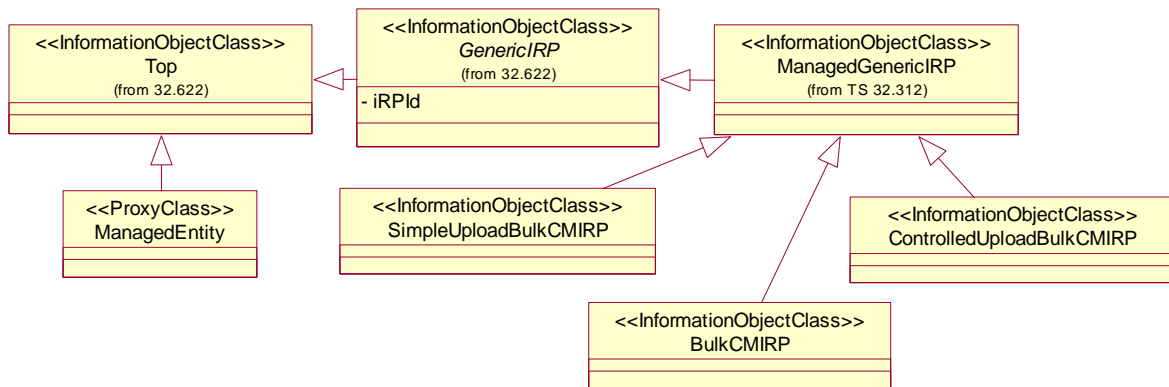 <<InformationObjectClass>>
Top
(from 32.622)
<<InformationObjectClass>>
GenericIRP
(from 32.622)
- iRPId
<<InformationObjectClass>>
ManagedGenericIRP
(from TS 32.312)
<<ProxyClass>>
ManagedEntity
<<InformationObjectClass>>
SimpleUploadBulkCMIRP
<<InformationObjectClass>>
ControlledUploadBulkCMIRP
<<InformationObjectClass>>
BulkCMIRP